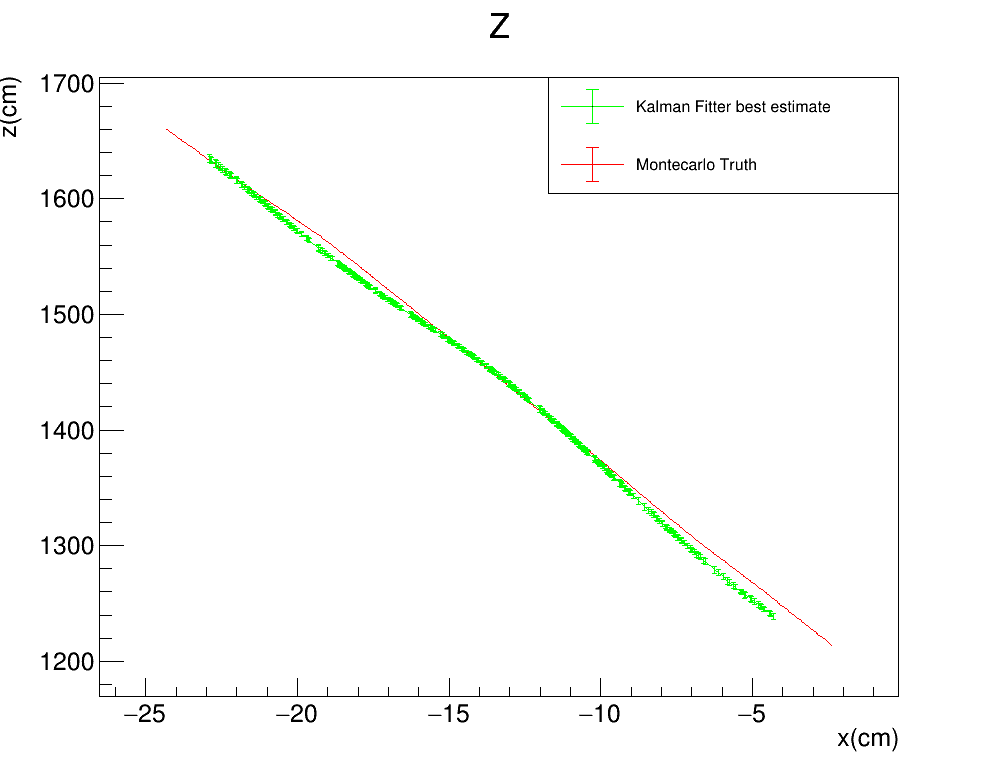 Z
z(cm)
1700
1600
1500
1400
1300
1200
Kalman Fitter best estimate
Montecarlo Truth
−25 −20 −15 −10 −5
x(cm)